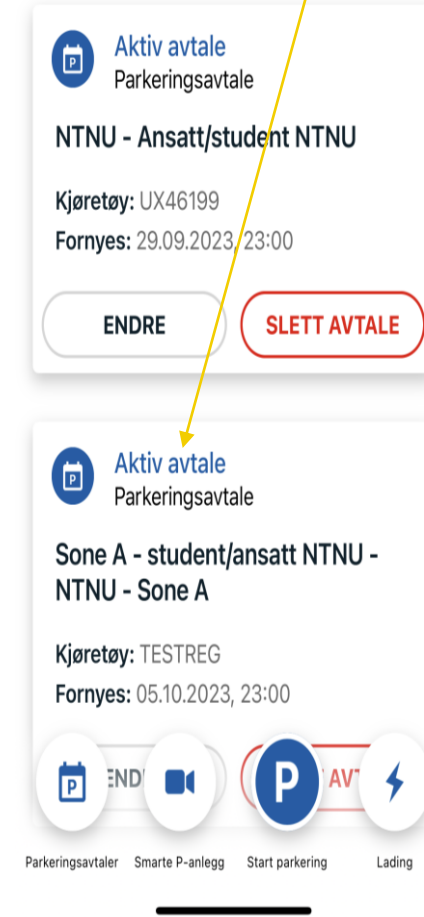 Aktiv avtale
Parkeringsavtale
NTNU - Ansatt/student NTNU
Kjøretøy: UX46199
Fornyes: 29.09.2023, 23:00
ENDRE
SLETT AVTALE
Aktiv avtale
Parkeringsavtale
Sone A - student/ansatt NTNU -
NTNU - Sone A
Kjøretøy: TESTREG
Fornyes: 05.10.2023, 23:00
P
Parkeringsavtaler Smarte P-anlegg Start parkering Lading